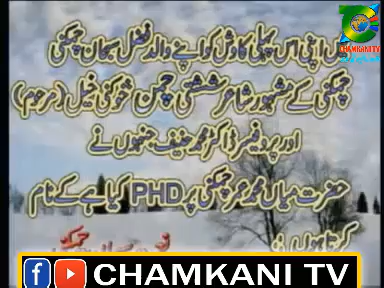 CHAMKANI TV
میں اپنی اس پہلی کاوش کو اپنے والد فضل سبحان چمکنی
چمکنی کے مشہور شاعر ششتی چمن خوگنی خیل (مرحوم)
اور پروفیسر ڈاکٹر محمد حنیف جنہوں نے
حضرت میاں محمد عمر چمکنی پر PHD کیا ہے کے نام
کرتا ہوں
CHAMKANI TV